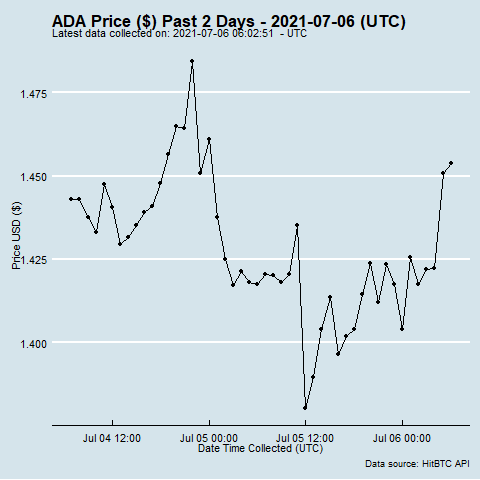 ADA Price ($) Past 2 Days - 2021-07-06 (UTC)
Latest data collected on: 2021-07-06 06:02:51 - UTC
1.475
1.450
1.425
1.400
Price USD ($)
Jul 04 12:00 Jul 05 00:00 Jul 05 12:00 Jul 06 00:00
Date Time Collected (UTC)
Data source: HitBTC API